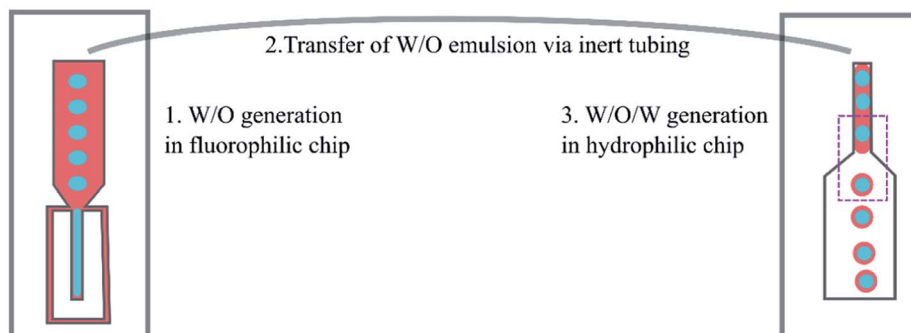 2.Transfer of W/O emulsion via inert tubing
1. W/O generation
in fluorophilic chip
3. W/O/W generation
in hydrophilic chip